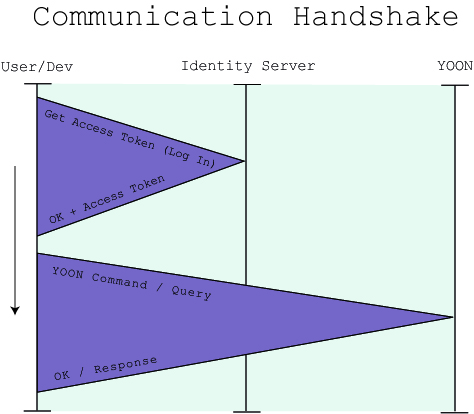 Communication Handshake
User/Dev
Identity Server
YOON
Get Access Token (Log In)
OK + Access Token
YOON Command / Query
OK / Response